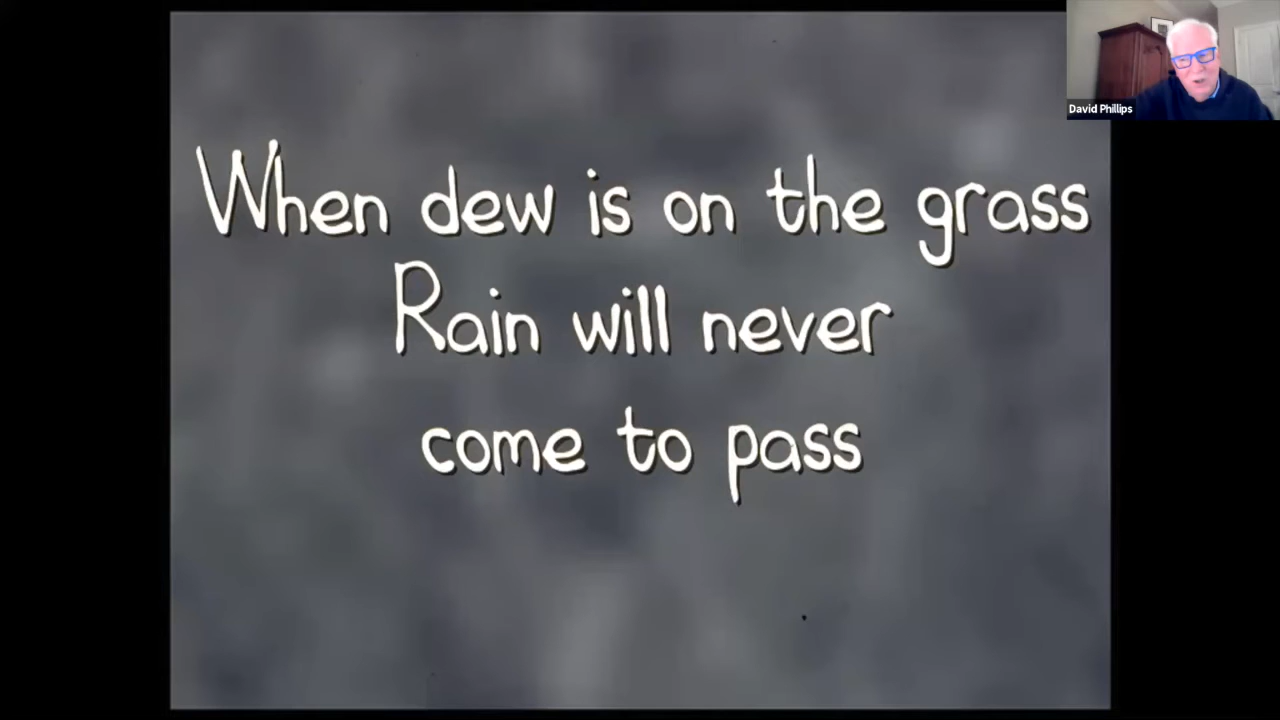 When dew is on the grass
Rain will never
come to pass
David Phillips